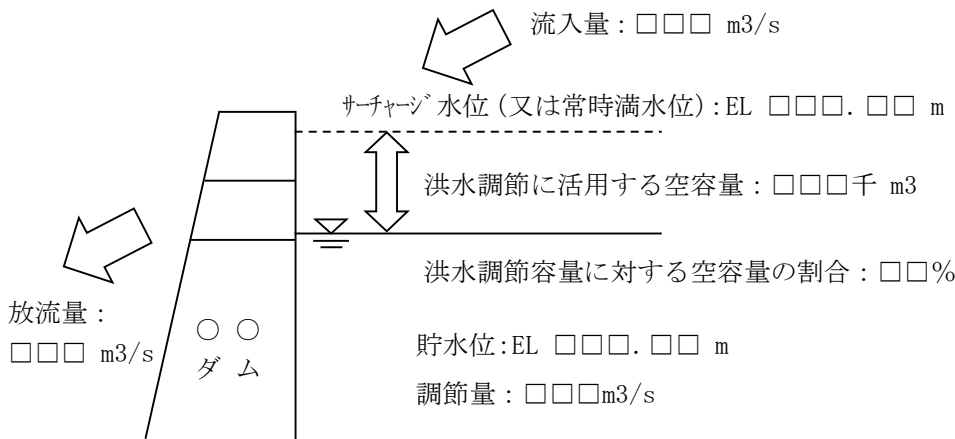 流入量：□□□ m3/s
サーチャージ水位（又は常時満水位）：EL □□□．□□ m
洪水調節に活用する空容量：□□□千 m3
洪水調節容量に対する空容量の割合：□□％
放流量：
□□□ m3/s
○ ○
ダ ム
貯水位：EL □□□．□□ m
調節量：□□□m3/s